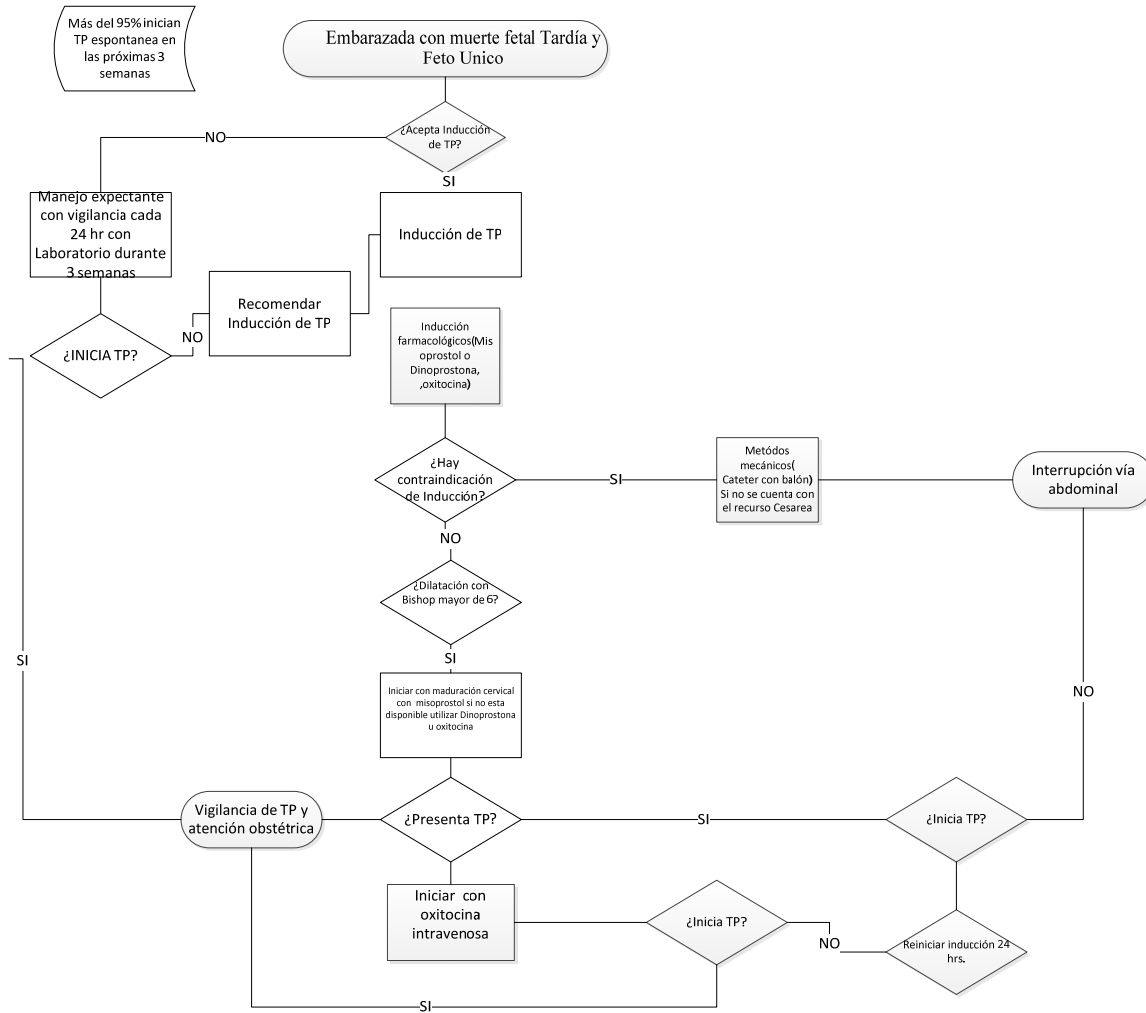 Más del 95% inician
TP espontanea en
las próximas 3
semanas
Embarazada con muerte fetal Tardía y
Feto Unico
¿Acepta Inducción
de TP?
NO
SI
Manejo expectante
con vigilancia cada
24 hr con
Laboratorio durante
3 semanas
Inducción de TP
Recomendar
Inducción de TP
NO
¿INICIA TP?
Inducción
farmacológicos(Mis
oprostol o
Dinoprostona,
,oxitocina)
¿Hay
contraindicación
de Inducción?
SI
Metódos
mecánicos(
Cateter con balón)
Si no se cuenta con
el recurso Cesarea
Interrupción vía
abdominal
NO
¿Dilatación con
Bishop mayor de 6?
SI
SI
NO
Iniciar con maduración cervical
con misoprostol si no esta
disponible utilizar Dinoprostona
u oxitocina
Vigilancia de TP y
atención obstétrica
¿Presenta TP?
SI
¿Inicia TP?
Iniciar con
oxitocina
intravenosa
¿Inicia TP?
NO
Reiniciar inducción 24
hrs.
SI